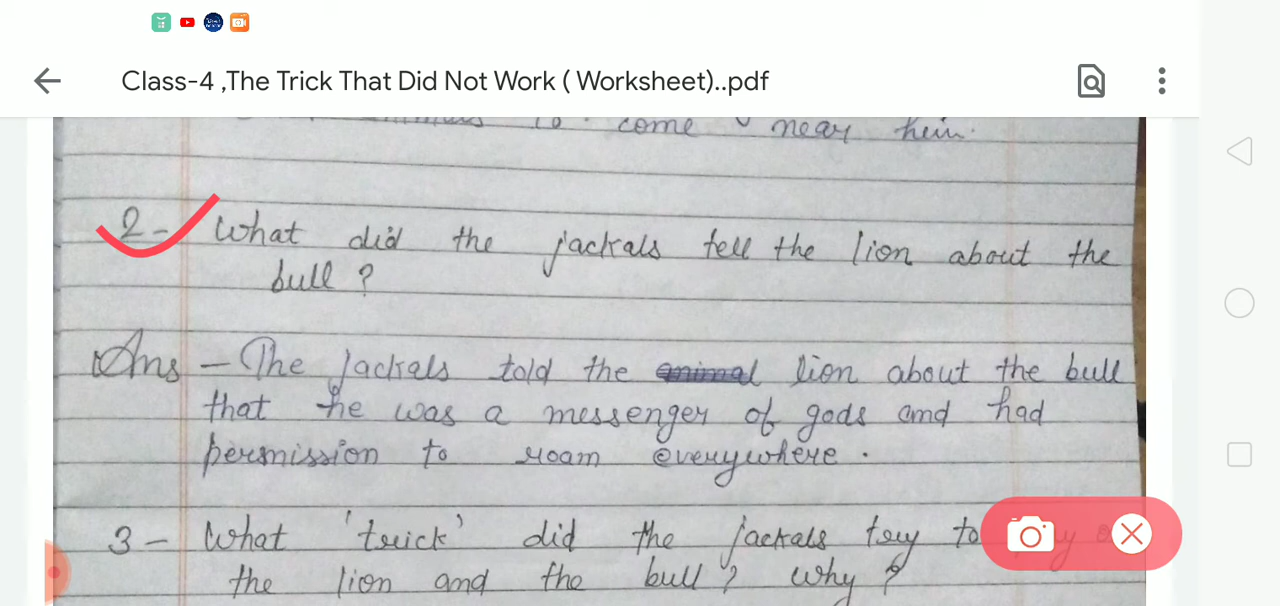 Class-4 ,The Trick That Did Not Work ( Worksheet)..pdf
to come near him.
2- What did the jackals tell the lion about the
bull ?
Ans - The jackals told the animal lion about the bull
that he was a messenger of gods and had
permission to roam everywhere .
3 - What 'trick' did the jackals try to
the lion and the bull ? Why ?